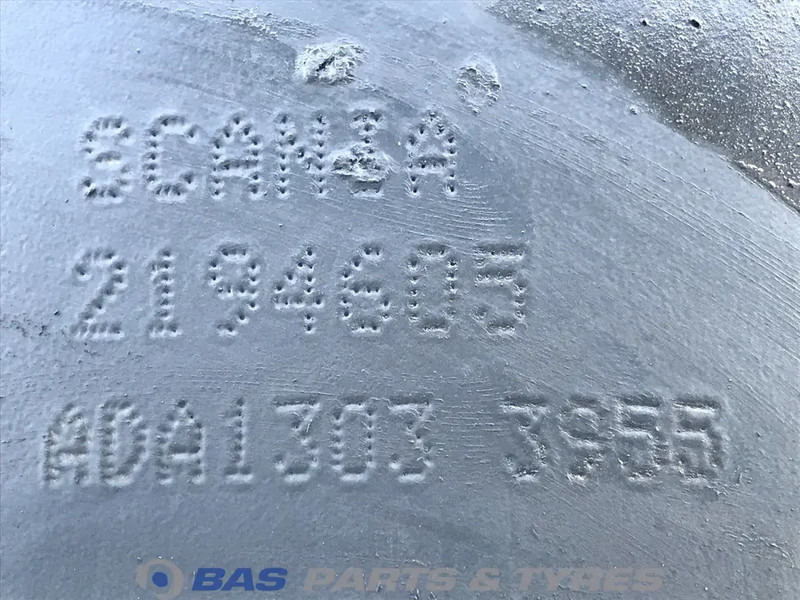 SCANIA
2194605
ADA1303 3955
BAS PARTS & TYRES